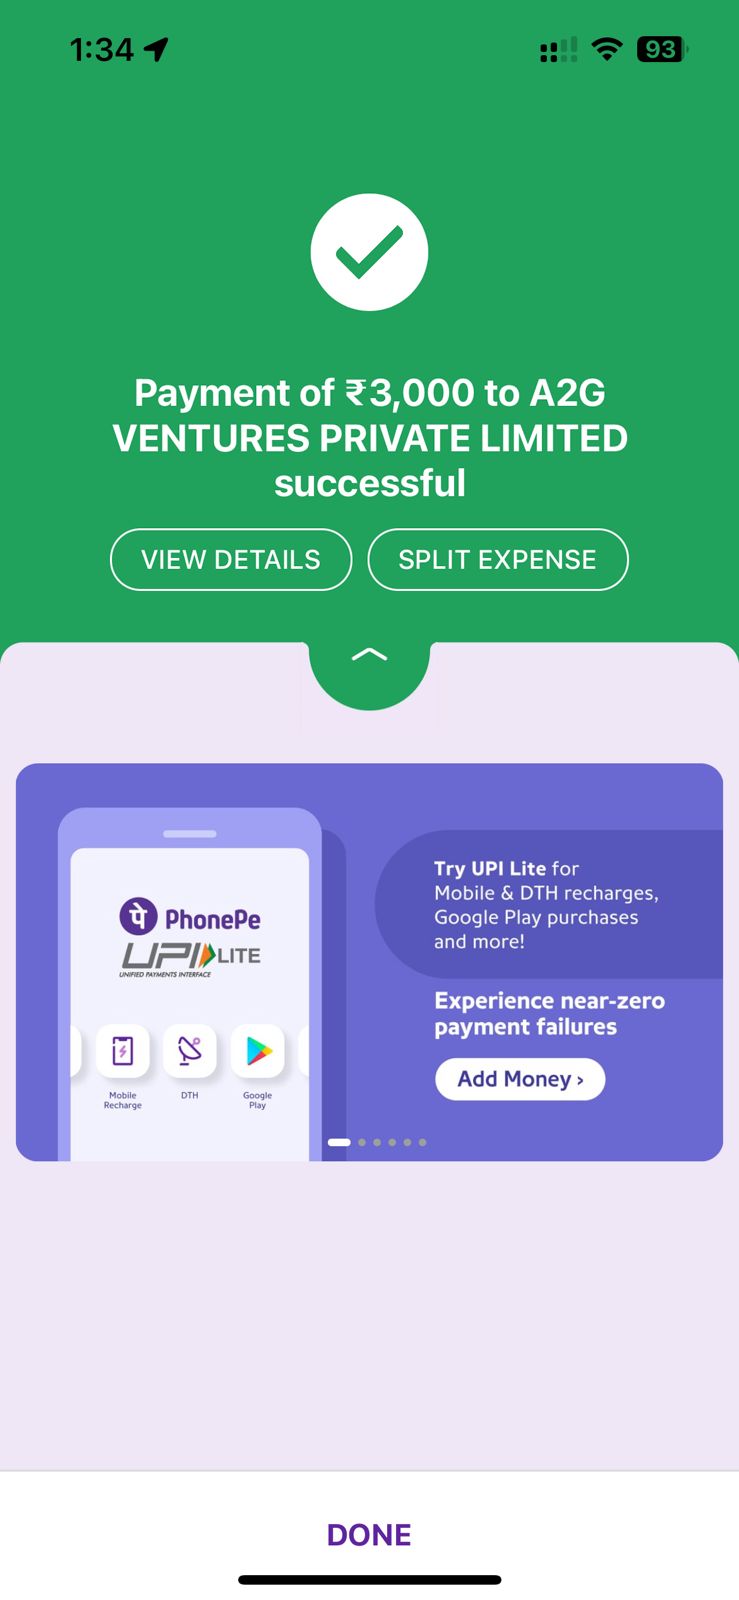 1:34
93
Payment of ₹3,000 to A2G
VENTURES PRIVATE LIMITED
successful
VIEW DETAILS
SPLIT EXPENSE
Try UPI Lite for
Mobile & DTH recharges,
Google Play purchases
and more!
Experience near-zero
payment failures
Add Money ›
पे PhonePe
UPI LITE
UNIFIED PAYMENTS INTERFACE
Mobile
Recharge
DTH
Google
Play
DONE